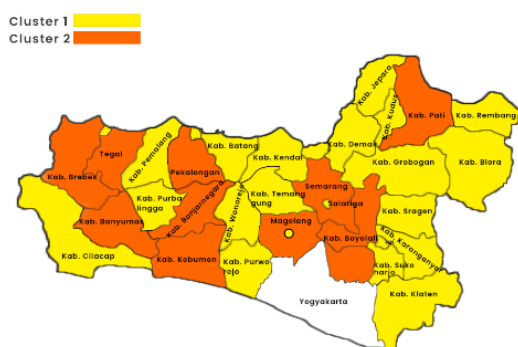 Cluster 1
Cluster 2
Kab. Jepara
Kab. Kudus
Kab. Pati
Kab. Rembang
Tegal
Kab. Pemalang
Kab. Batang
Kab. Demak
Kab. Brebes
Pekalongan
Kab. Kendal
Kab. Grobogan
Kab. Blora
Kab. Banjarnegara
Kab. Wonorejo
Kab. Temang
gung
Semarang
Kab. Purba
lingga
Salatiga
Kab. Sragen
Kab. Banyumas
Magelang
Kab. Boyolali
Kab. Karanganyar
Kab. Cilacap
Kab. Kebumen
Kab. Purwo
rejo
Kab. Suko
harjo
Yogyakarta
Kab. Klaten